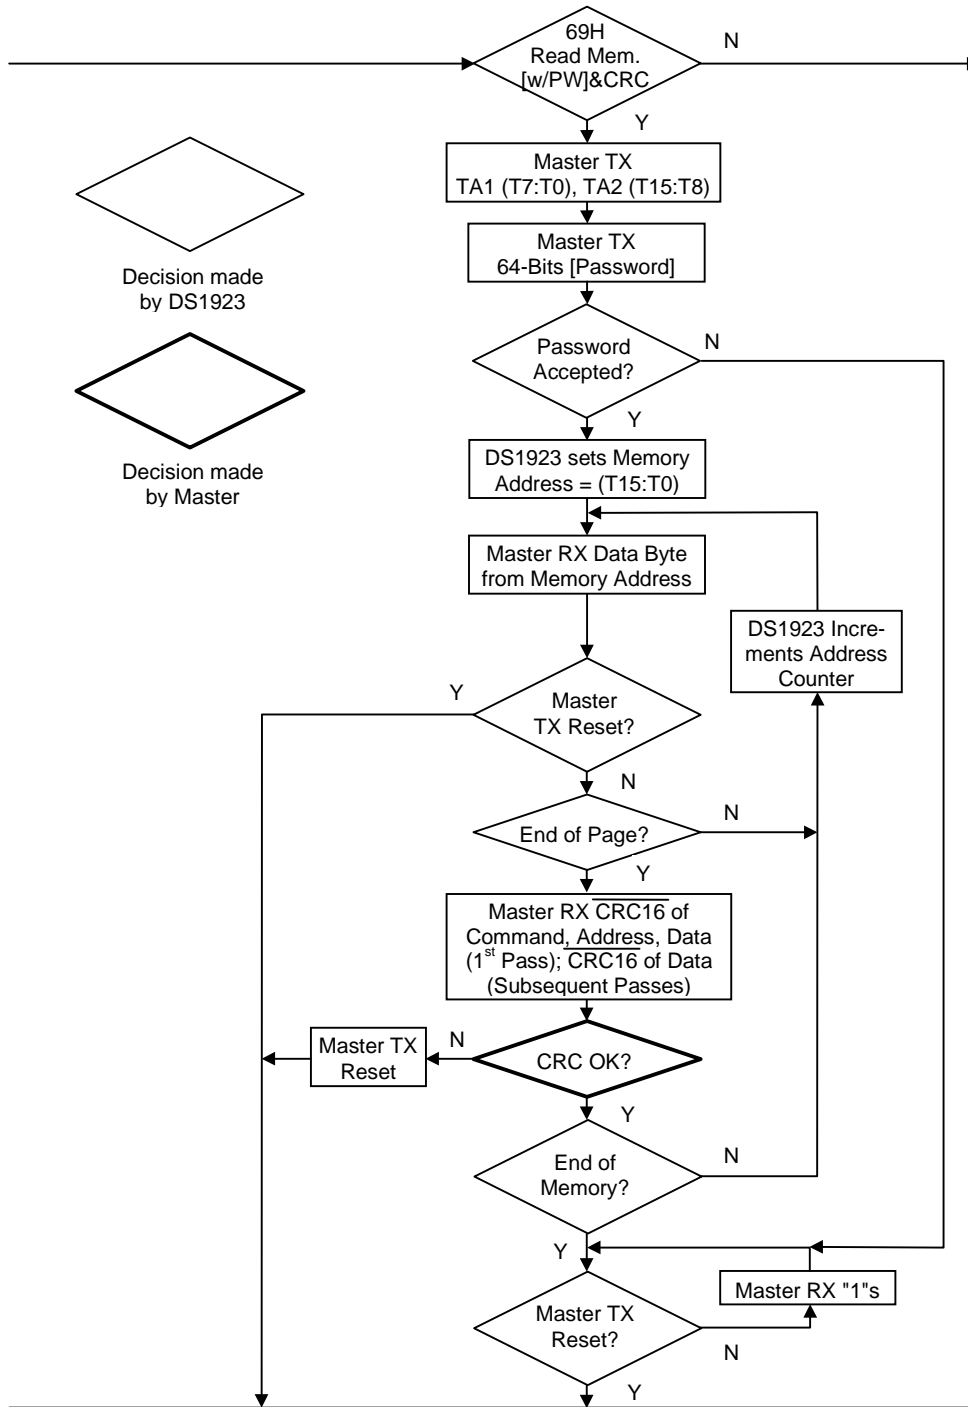 69H
Read Mem.
[w/PW]&CRC
N
Y
Master TX
TA1 (T7:T0), TA2 (T15:T8)
Decision made
by DS1923
Master TX
64-Bits [Password]
Password
Accepted?
N
Y
Decision made
by Master
DS1923 sets Memory
Address = (T15:T0)
Master RX Data Byte
from Memory Address
DS1923 Incre-
ments Address
Counter
Y
Master
TX Reset?
N
End of Page?
N
Y
Master RX CRC16 of
Command, Address, Data
(1st Pass); CRC16 of Data
(Subsequent Passes)
Master TX
Reset
N
CRC OK?
Y
End of
Memory?
N
Y
Master RX "1"s
Master TX
Reset?
N
Y